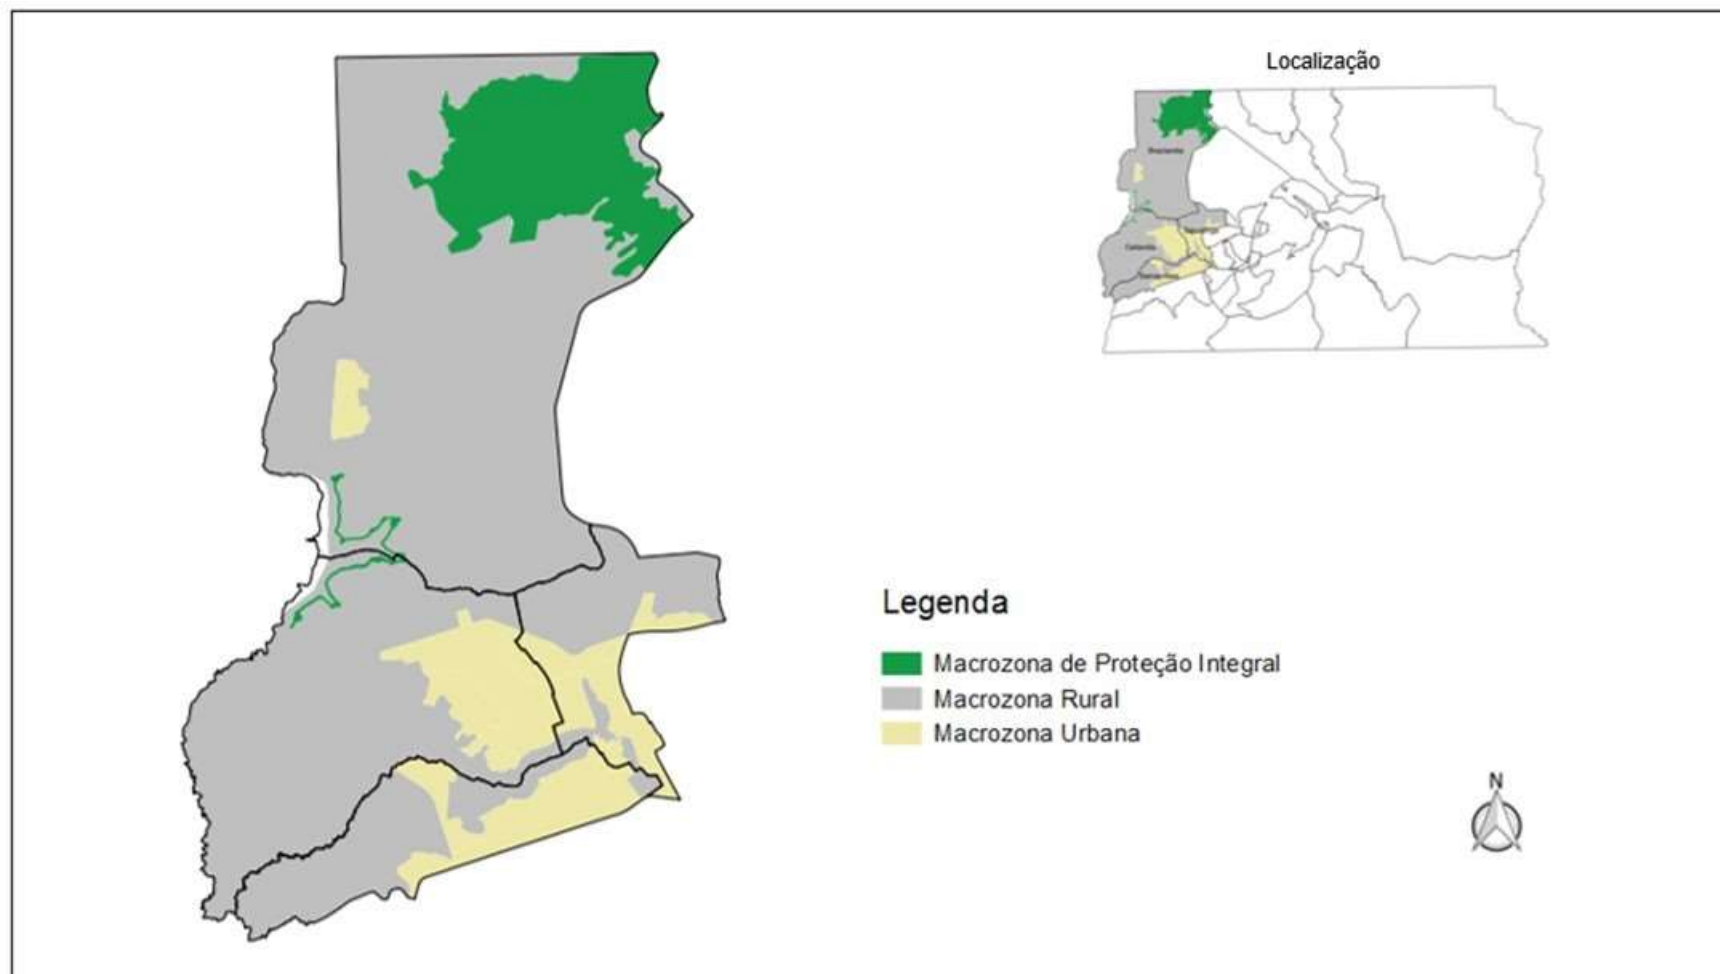 Localização
Legenda
Macrozona de Proteção Integral
Macrozona Rural
Macrozona Urbana
N